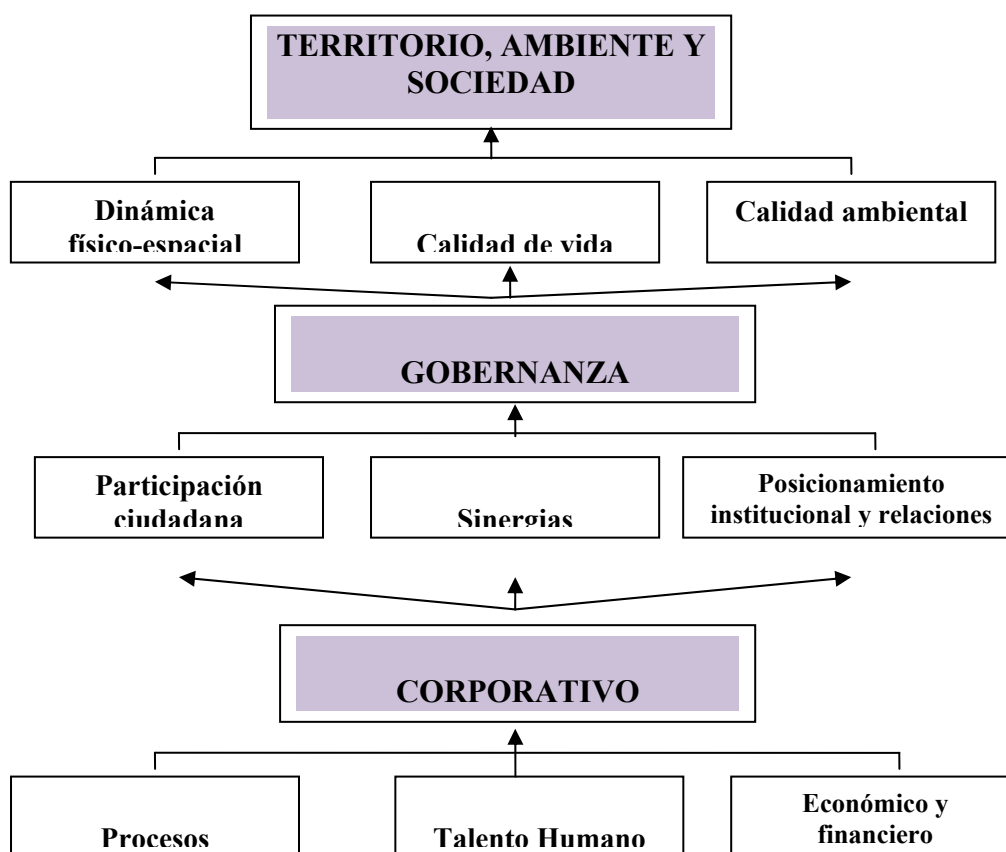 TERRITORIO, AMBIENTE Y
SOCIEDAD
Dinámica
físico-espacial
Calidad de vida
Calidad ambiental
GOBERNANZA
Participación
ciudadana
Sinergias
Posicionamiento
institucional y relaciones
CORPORATIVO
Procesos
Talento Humano
Económico y
financiero